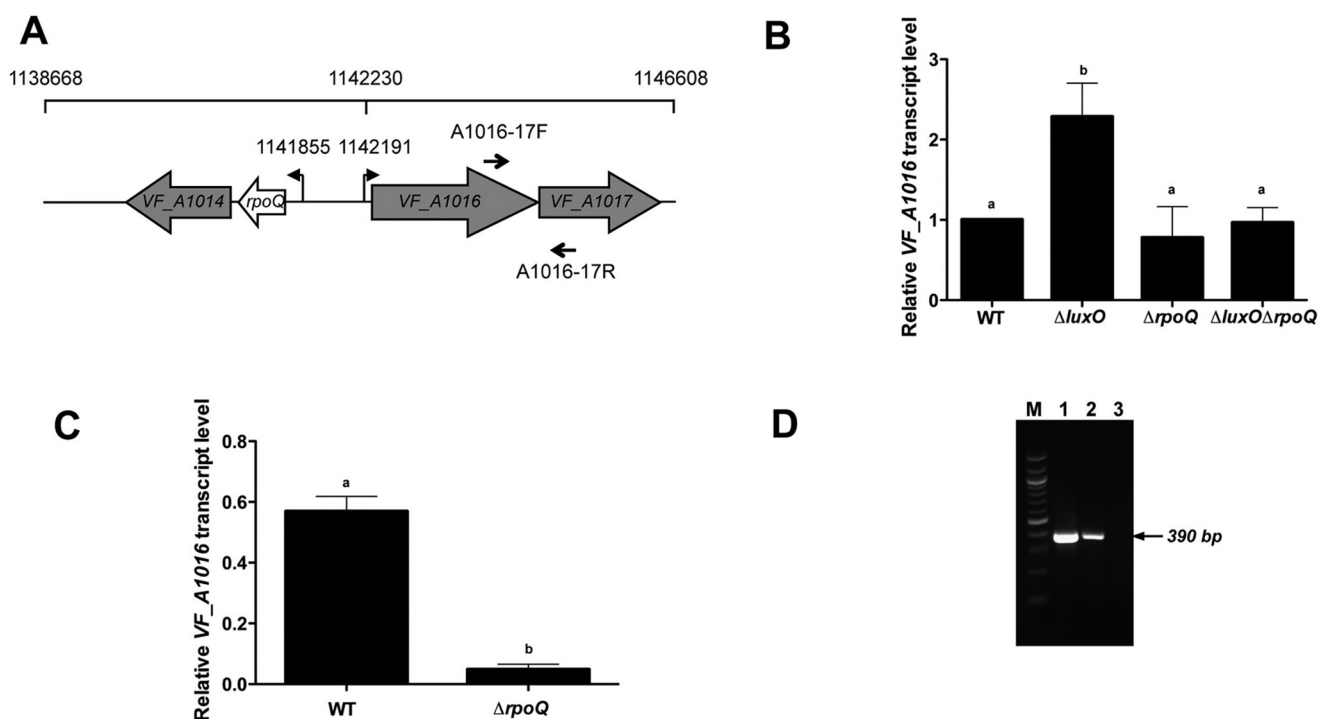 A
1138668 1142230 1146608
A1016-17F
1141855 1142191
VF_A1014 rpoQ VF_A1016 VF_A1017
A1016-17R
B
Relative VF_A1016 transcript level
3
2
1
0
a b a a
WT ΔluxO ΔrpoQ ΔluxOΔrpoQ
C
Relative VF_A1016 transcript level
0.8
0.6
0.4
0.2
0.0
a
b
WT ΔrpoQ
D
M 1 2 3
390 bp